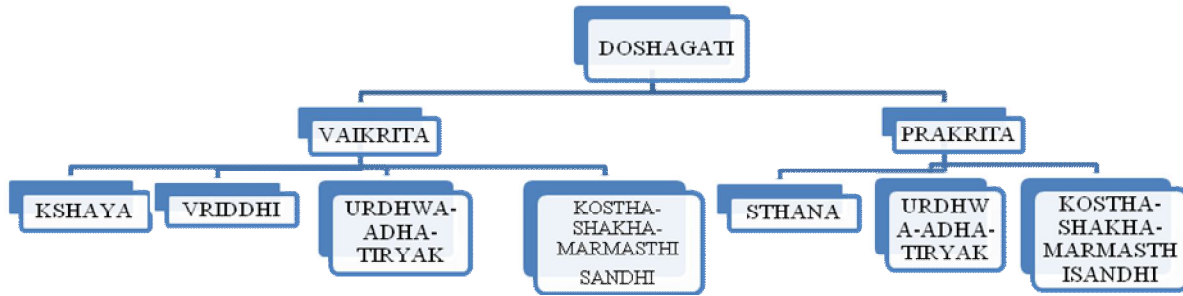 DOSHAGATI
VAIKRITA
PRAKRITA
KSHAYA
VRIDDHI
URDHWA-
ADHA-
TIRYAK
KOSTHA-
SHAKHA-
MARMASTHI
SANDHI
STHANA
URDHW
A-ADHA-
TIRYAK
KOSTHA-
SHAKHA-
MARMASTH
ISANDHI